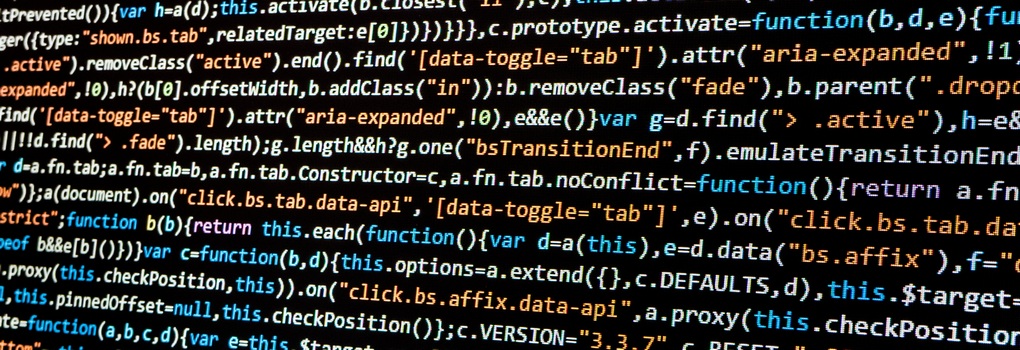 tPrevented()){var h=a(d);this.activate(b.closest("li"),c),this.
ger({type:"shown.bs.tab",relatedTarget:e[0]})})}}},c.prototype.activate=function(b,d,e){fu
.active").removeClass("active").end().find('[data-toggle="tab"]').attr("aria-expanded",!1)
expanded",!0),h?(b[0].offsetWidth,b.addClass("in")):b.removeClass("fade"),b.parent(".dropd
find('[data-toggle="tab"]').attr("aria-expanded",!0),e&&e()}var g=d.find("> .active"),h=e&
||!!d.find("> .fade").length);g.length&&h?g.one("bsTransitionEnd",f).emulateTransitionEnd
r d=a.fn.tab;a.fn.tab=b,a.fn.tab.Constructor=c,a.fn.tab.noConflict=function(){return a.fn
ow")};a(document).on("click.bs.tab.data-api",'[data-toggle="tab"]',e).on("click.bs.tab.da
strict";function b(b){return this.each(function(){var d=a(this),e=d.data("bs.affix"),f="o
peof b&&e[b]()})}var c=function(b,d){this.options=a.extend({},c.DEFAULTS,d),this.$target=
.proxy(this.checkPosition,this)).on("click.bs.affix.data-api",a.proxy(this.checkPosition
l,this.pinnedOffset=null,this.checkPosition()};c.VERSION="3.3.7",c.RESET=
ate=function(a,b,c,d){var e=this.$target
ttom"